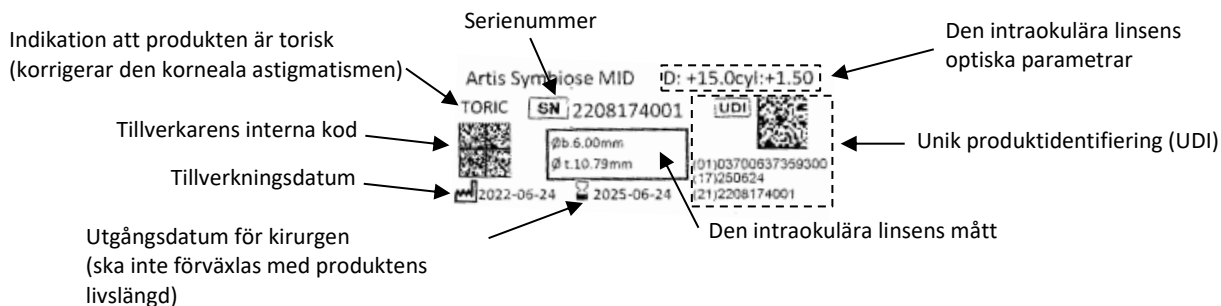 Serienummer
Indikation att produkten är torisk
(korrigerar den korneala astigmatismen)
Den intraokulära linsens
optiska parametrar
Artis Symbiose MID D: +15.0cyl:+1.50
TORIC SN 2208174001 UDI
Tillverkarens interna kod
Øb.6.00mm
Øt.10.79mm
Unik produktidentifiering (UDI)
(01)03700637359300
(17)250624
(21)2208174001
Tillverkningsdatum
2022-06-24 2025-06-24
Utgångsdatum för kirurgen
(ska inte förväxlas med produktens
livslängd)
Den intraokulära linsens mått